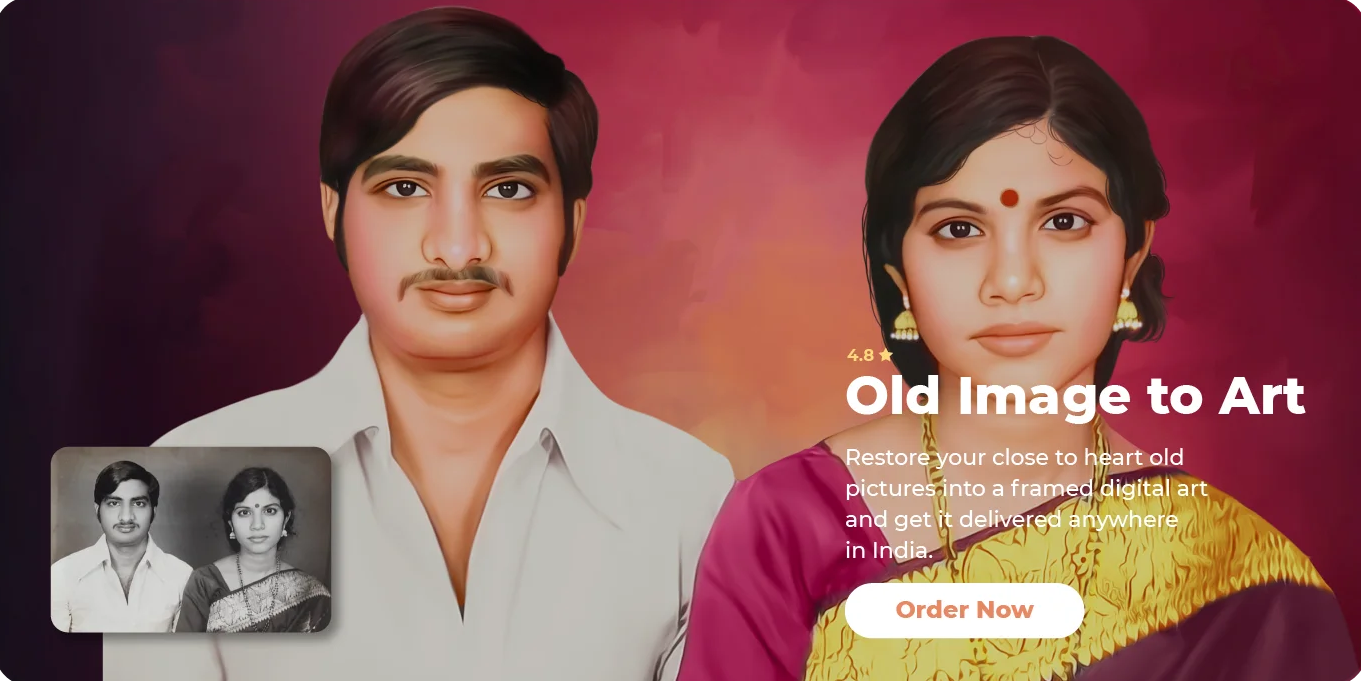 4.8 ★
Old Image to Art
Restore your close to heart old
pictures into a framed digital art
and get it delivered anywhere
in India.
Order Now